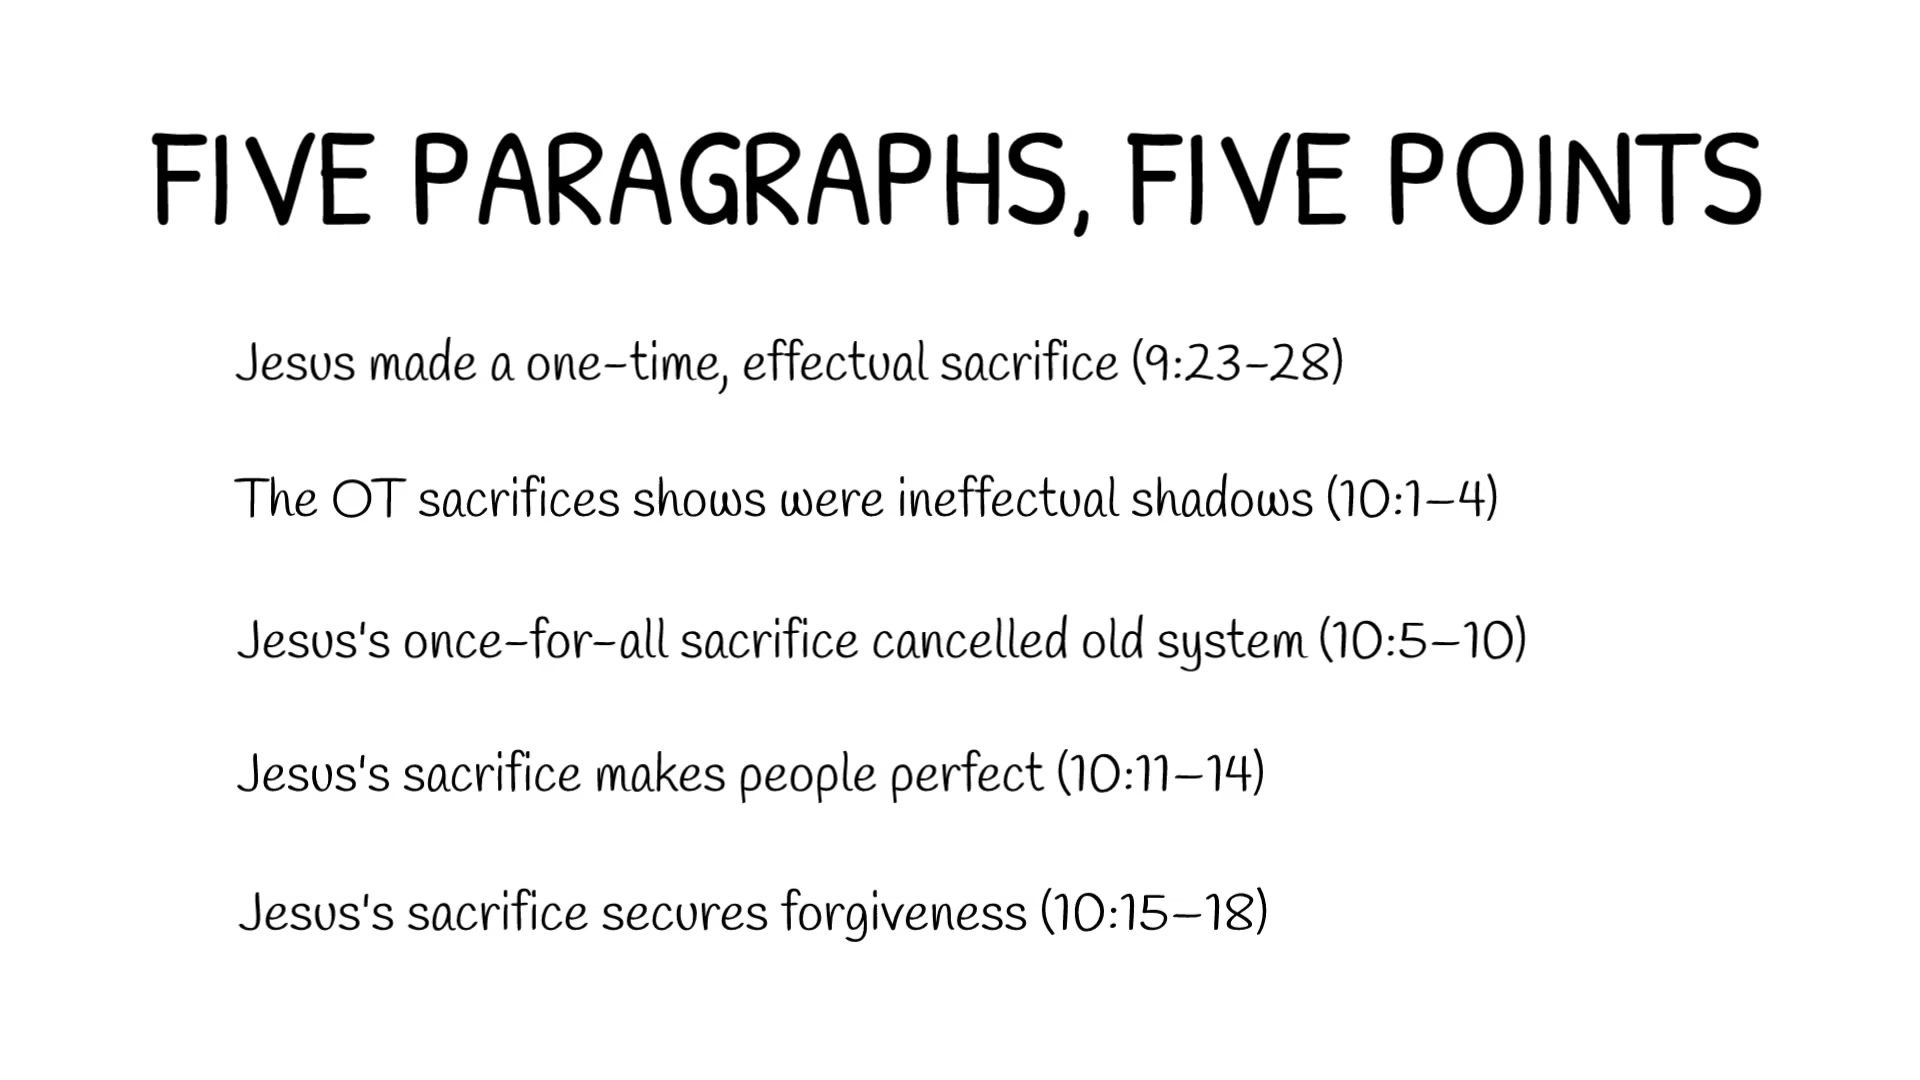 FIVE PARAGRAPHS, FIVE POINTS
Jesus made a one-time, effectual sacrifice (9:23-28)
The OT sacrifices shows were ineffectual shadows (10:1–4)
Jesus's once-for-all sacrifice cancelled old system (10:5–10)
Jesus's sacrifice makes people perfect (10:11–14)
Jesus's sacrifice secures forgiveness (10:15–18)